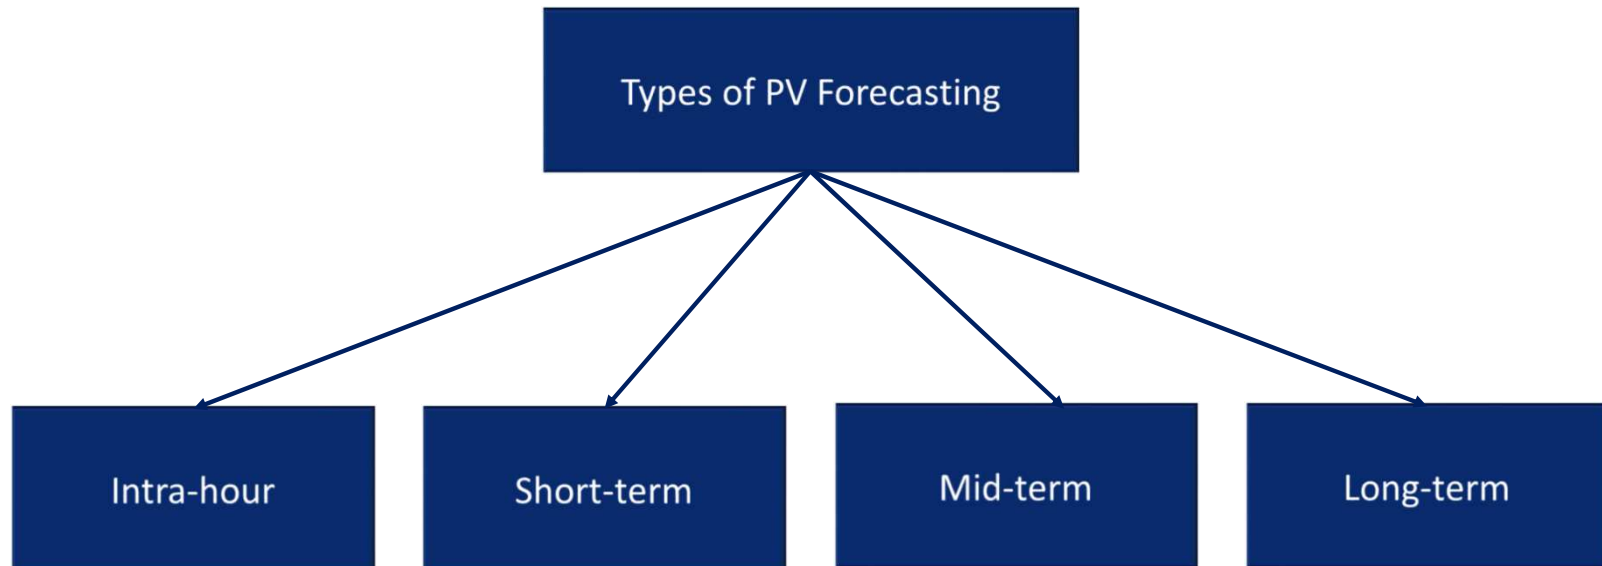 Types of PV Forecasting
Intra-hour
Short-term
Mid-term
Long-term